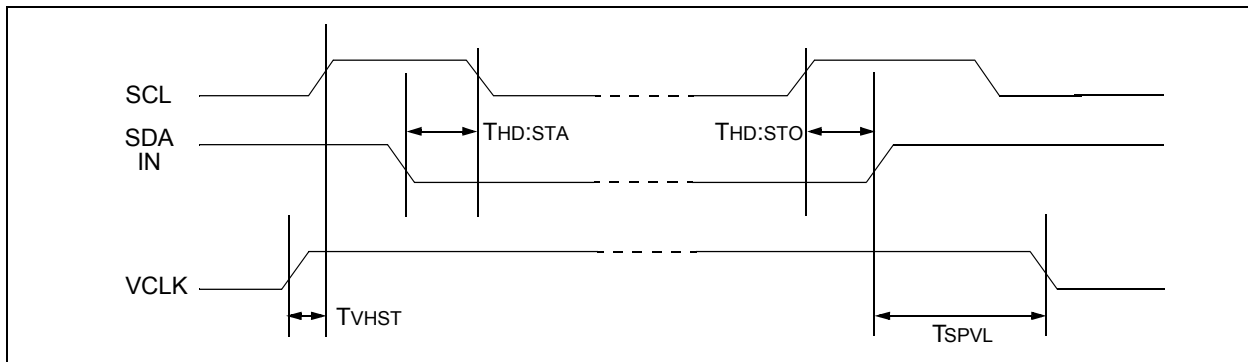 SCL
SDA
IN
THD:STA
THD:STO
VCLK
TVHST
TSPVL